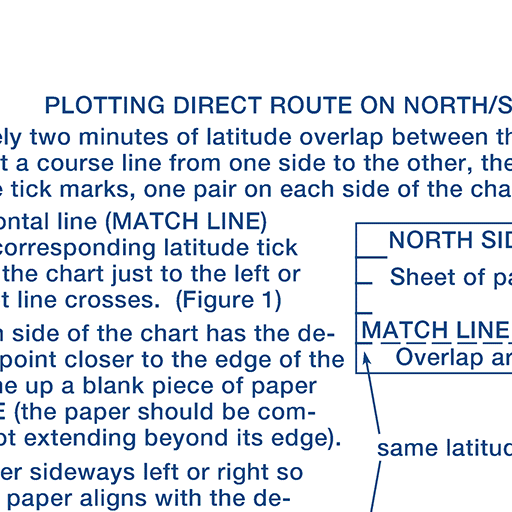 PLOTTING DIRECT ROUTE ON NORTH/S
ely two minutes of latitude overlap between th
t a course line from one side to the other, the
e tick marks, one pair on each side of the cha
ontal line (MATCH LINE)
corresponding latitude tick
the chart just to the left or
t line crosses. (Figure 1)
n side of the chart has the de-
point closer to the edge of the
ne up a blank piece of paper
E (the paper should be com-
ot extending beyond its edge).
er sideways left or right so
paper aligns with the de-
NORTH SID
Sheet of pa
MATCH LINE
Overlap ar
same latitud